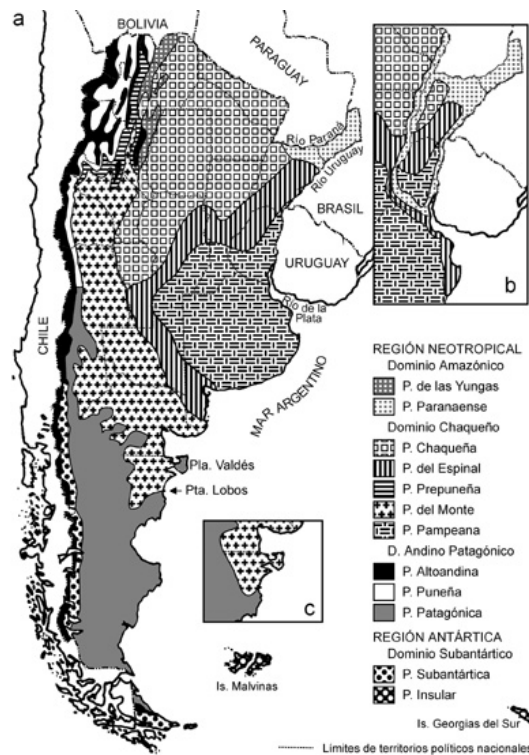 a
BOLIVIA
PARAGUAY
Río Paraná
Río Uruguay
BRASIL
URUGUAY
Río de la
Plata
CHILE
MAR ARGENTINO
Pla. Valdés
Pta. Lobos
c
Is. Malvinas
b
REGIÓN NEOTROPICAL
Dominio Amazónico
P. de las Yungas
P. Paranaense
Dominio Chaqueño
P. Chaqueña
P. del Espinal
P. Prepuneña
P. del Monte
P. Pampeana
D. Andino Patagónico
P. Altoandina
P. Puneña
P. Patagónica
REGIÓN ANTÁRTICA
Dominio Subantártico
P. Subantártica
P. Insular
Is. Georgias del Sur
Límites de territorios políticos nacionales